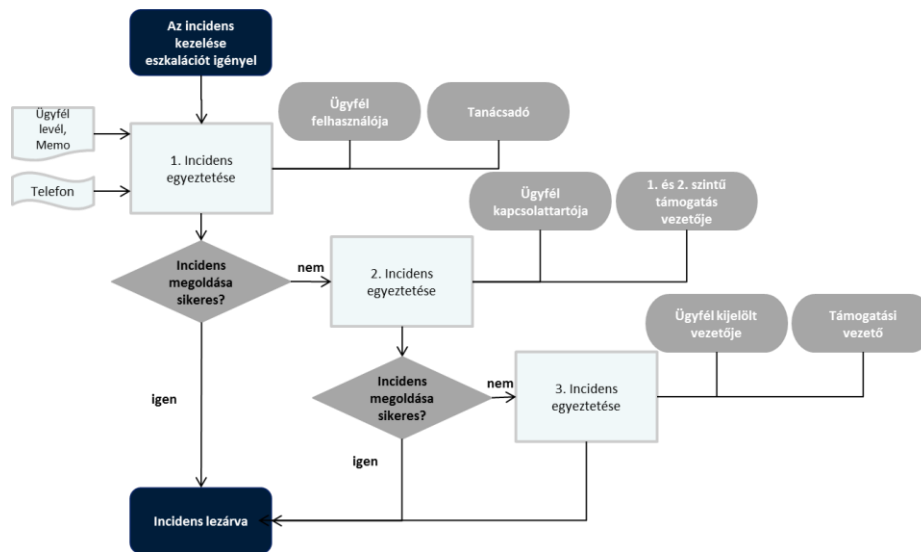 Az incidens
kezelése
eszkalációt igényel
Ügyfél
levél,
Memo
Telefon
1. Incidens
egyeztetése
Ügyfél
felhasználója
Tanácsadó
Incidens
megoldása
sikeres?
nem
2. Incidens
egyeztetése
Ügyfél
kapcsolattartója
1. és 2. szintű
támogatás
vezetője
igen
Incidens
megoldása
sikeres?
nem
3. Incidens
egyeztetése
Ügyfél kijelölt
vezetője
Támogatási
vezető
igen
Incidens lezárva